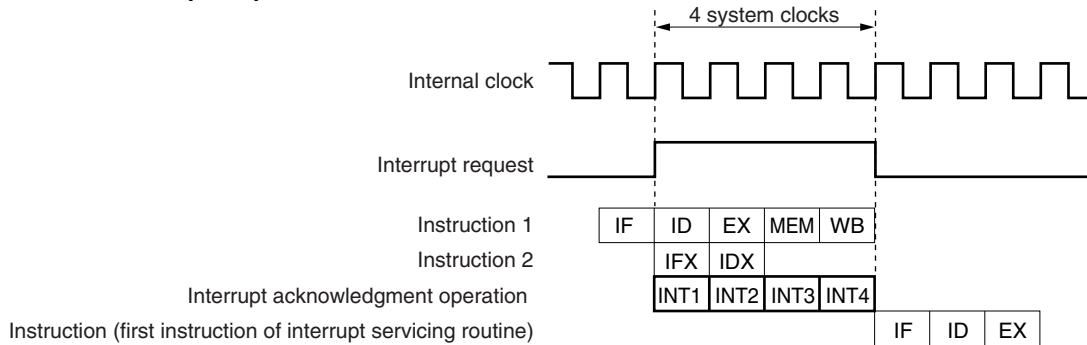 4 system clocks
Internal clock
Interrupt request
Instruction 1 IF ID EX MEM WB
Instruction 2 IFX IDX
Interrupt acknowledgment operation INT1 INT2 INT3 INT4
Instruction (first instruction of interrupt servicing routine) IF ID EX